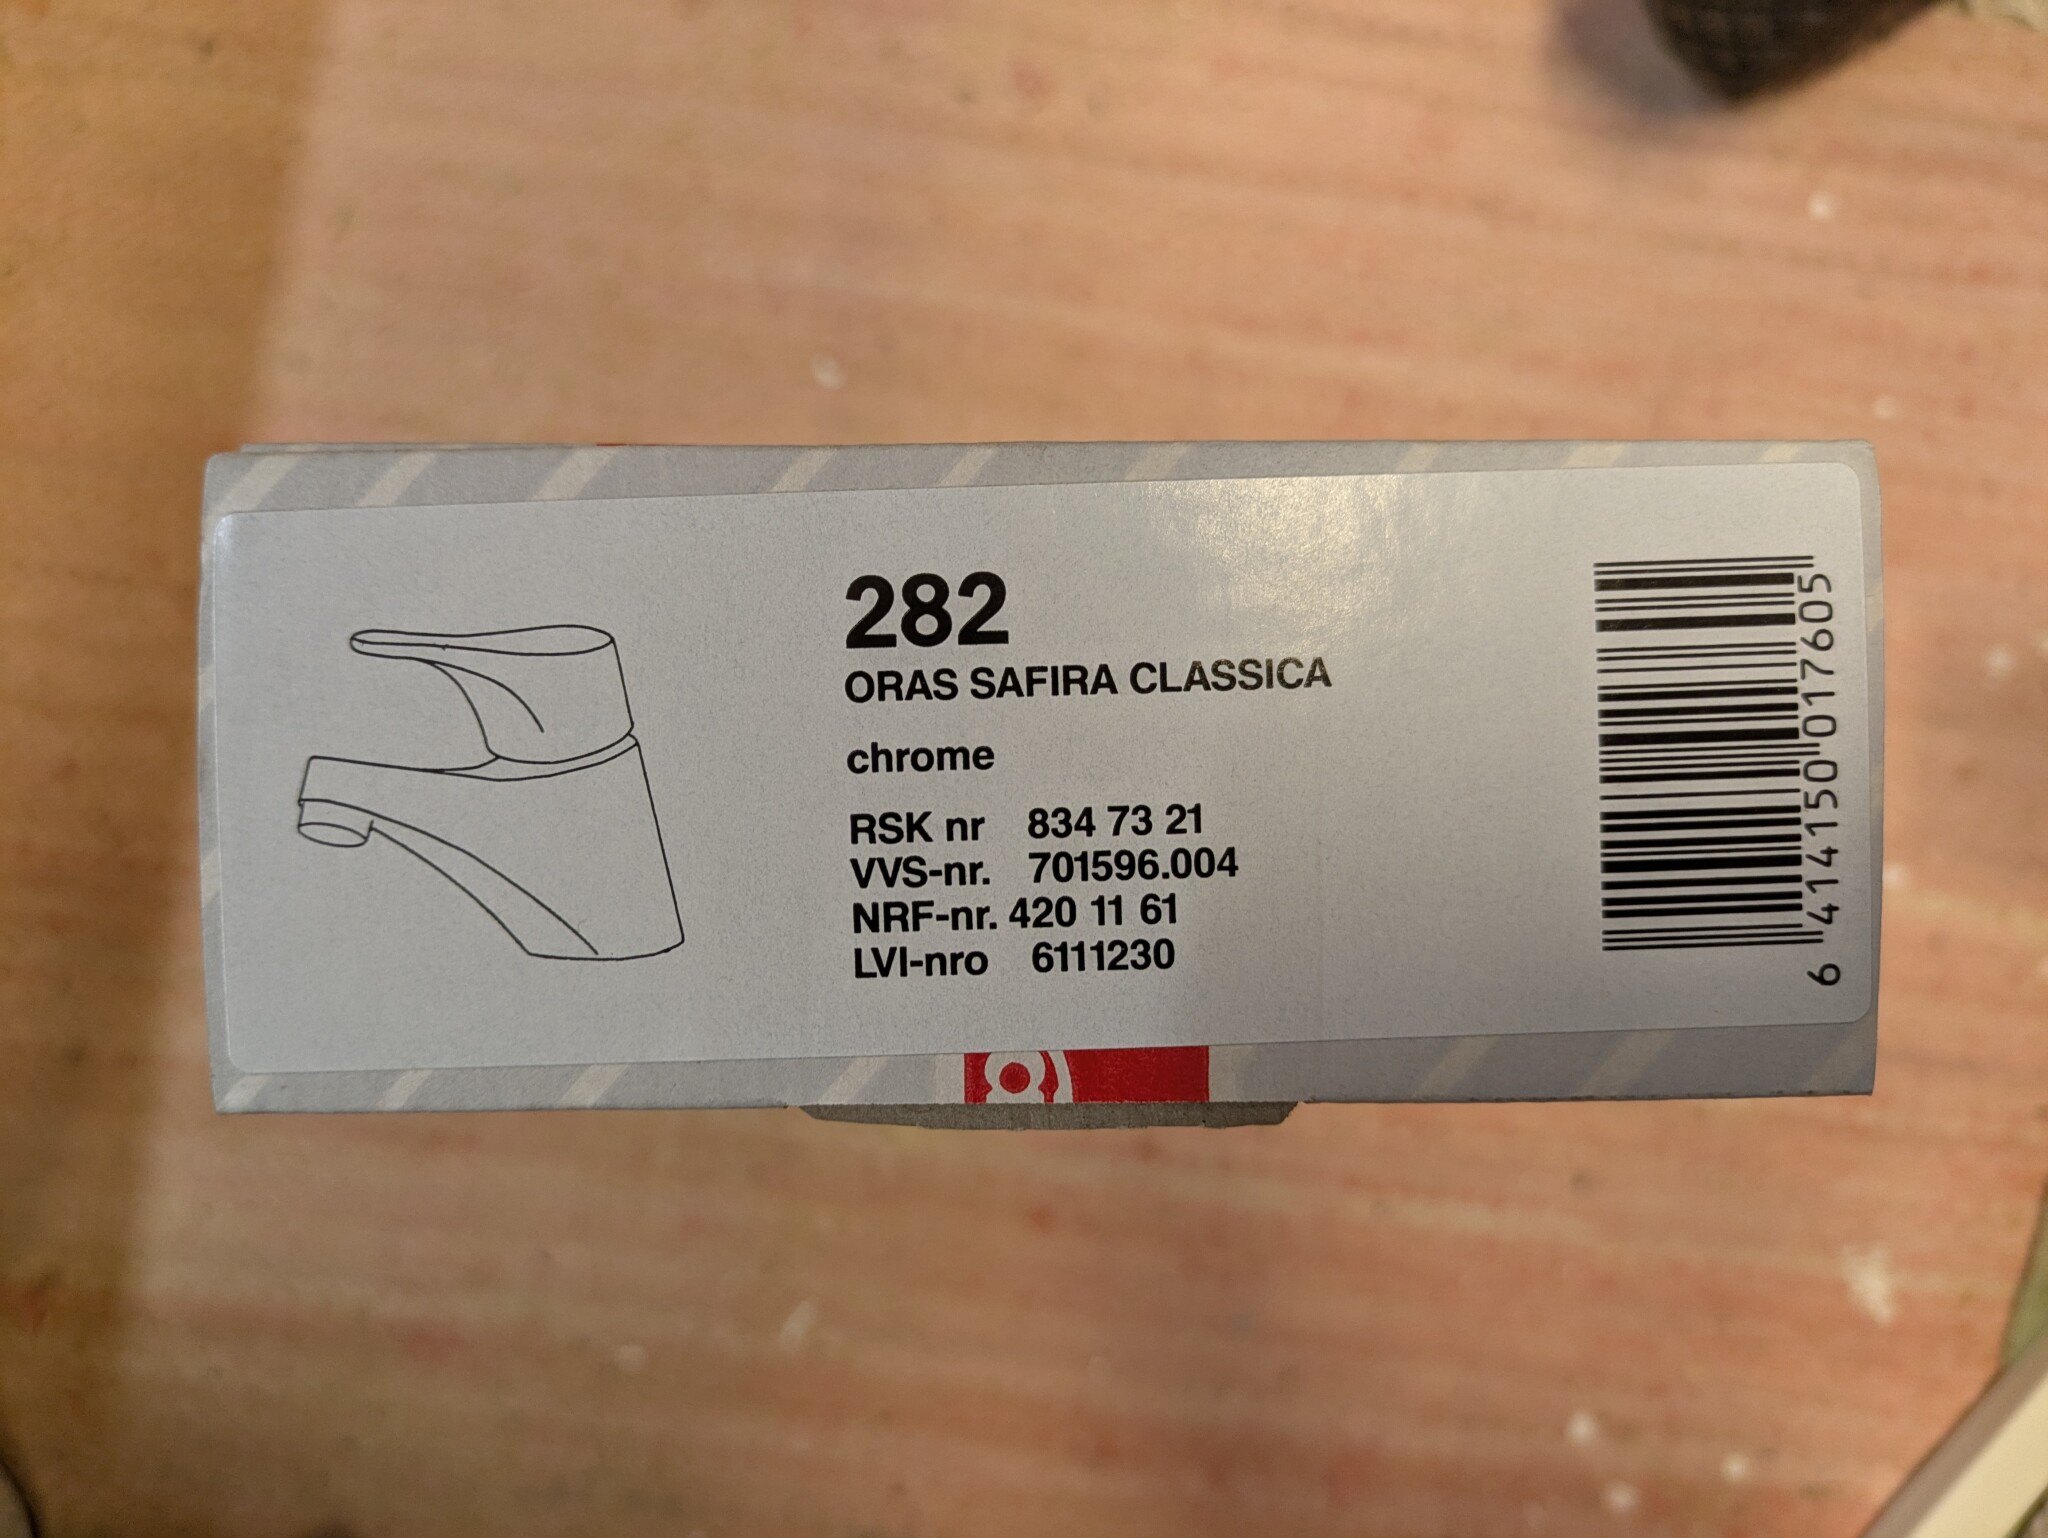 282
ORAS SAFIRA CLASSICA
chrome
RSK nr 834 73 21
VVS-nr. 701596.004
NRF-nr. 420 11 61
LVI-nro 6111230
6 414150 017605